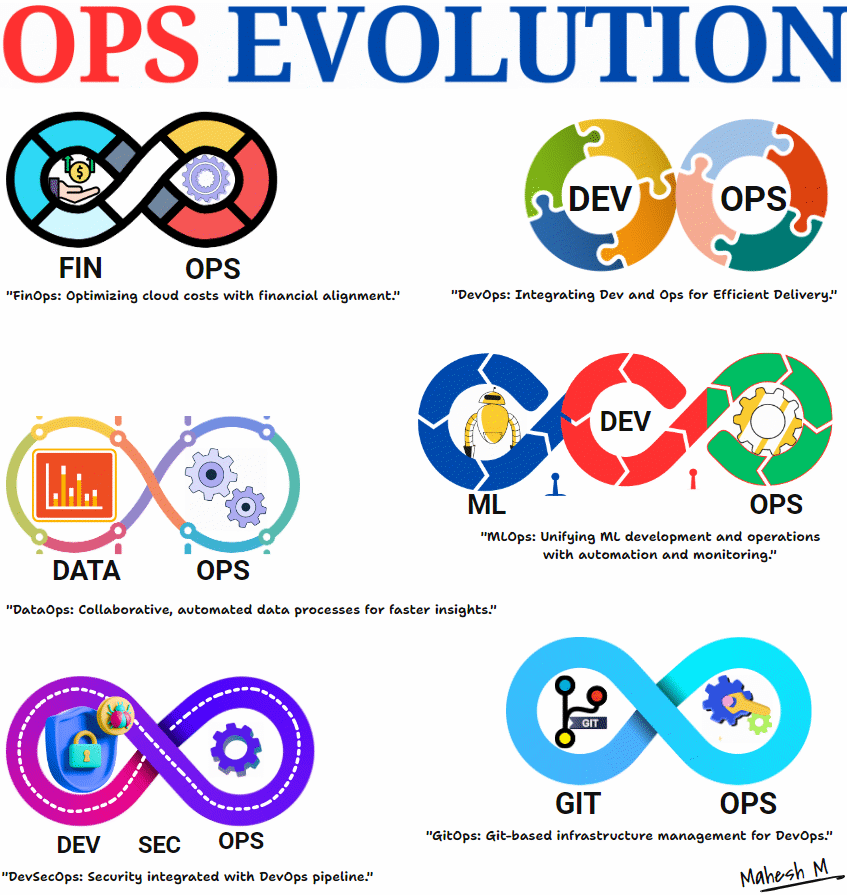 OPS EVOLUTION
FIN OPS
"FinOps: Optimizing cloud costs with financial alignment."
DEV OPS
"DevOps: Integrating Dev and Ops for Efficient Delivery."
DATA OPS
"DataOps: Collaborative, automated data processes for faster insights."
DEV
ML OPS
"MLOps: Unifying ML development and operations
with automation and monitoring."
DEV SEC OPS
"DevSecOps: Security integrated with DevOps pipeline."
GIT
GIT OPS
"GitOps: Git-based infrastructure management for DevOps."
Mahesh M